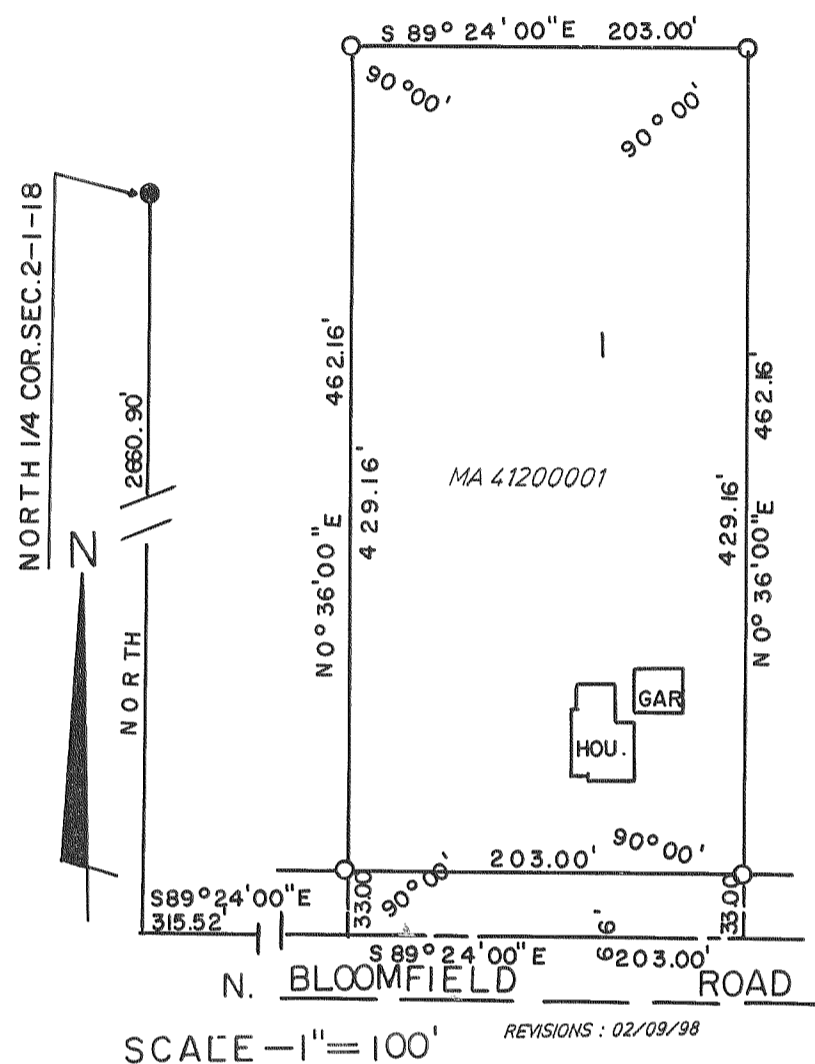 S 89° 24' 00" E 203.00'
90°00'
90° 00'
NORTH 1/4 COR. SEC. 2-1-18
2660.90'
N
NORTH
462.16'
N 0° 36' 00" E
429.16'
1
MA 41200001
462.16'
429.16'
N 0° 36' 00" E
GAR
HOU.
203.00'
90° 00'
90° 00'
33.00
33.00
S 89° 24' 00" E
315.52'
S 89° 24' 00" E
203.00'
N. BLOOMFIELD ROAD
SCALE - 1" = 100'
REVISIONS : 02/09/98